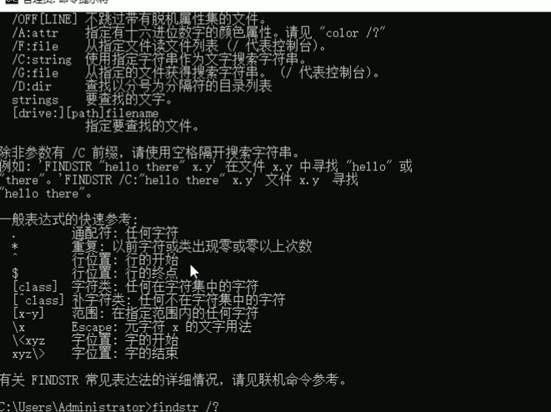 /OFF[LINE] 不跳过带有脱机属性集的文件。
/A:attr 指定有十六进位数字的颜色属性。请见 "color /?"
/F:file 从指定文件读文件列表 (/ 代表控制台)。
/C:string 使用指定字符串作为文字搜索字符串。
/G:file 从指定的文件获得搜索字符串。 (/ 代表控制台)。
/D:dir 查找以分号为分隔符的目录列表
strings 要查找的文字。
[drive:][path]filename
指定要查找的文件。
除非参数有 /C 前缀，请使用空格隔开搜索字符串。
例如: 'FINDSTR "hello there" x.y' 在文件 x.y 中寻找 "hello" 或
"there"。'FINDSTR /C:"hello there" x.y' 文件 x.y 寻找
"hello there"。
一般表达式的快速参考:
. 通配符: 任何字符
* 重复: 以前字符或类出现零或零以上次数
^ 行位置: 行的开始
$ 行位置: 行的终点
[class] 字符类: 任何在字符集中的字符
[^class] 补字符类: 任何不在字符集中的字符
[x-y] 范围: 在指定范围内的任何字符
\x Escape: 元字符 x 的文字用法
\<xyz 字位置: 字的开始
xyz\> 字位置: 字的结束
有关 FINDSTR 常见表达法的详细情况，请见联机命令参考。
C:\Users\Administrator>findstr /?